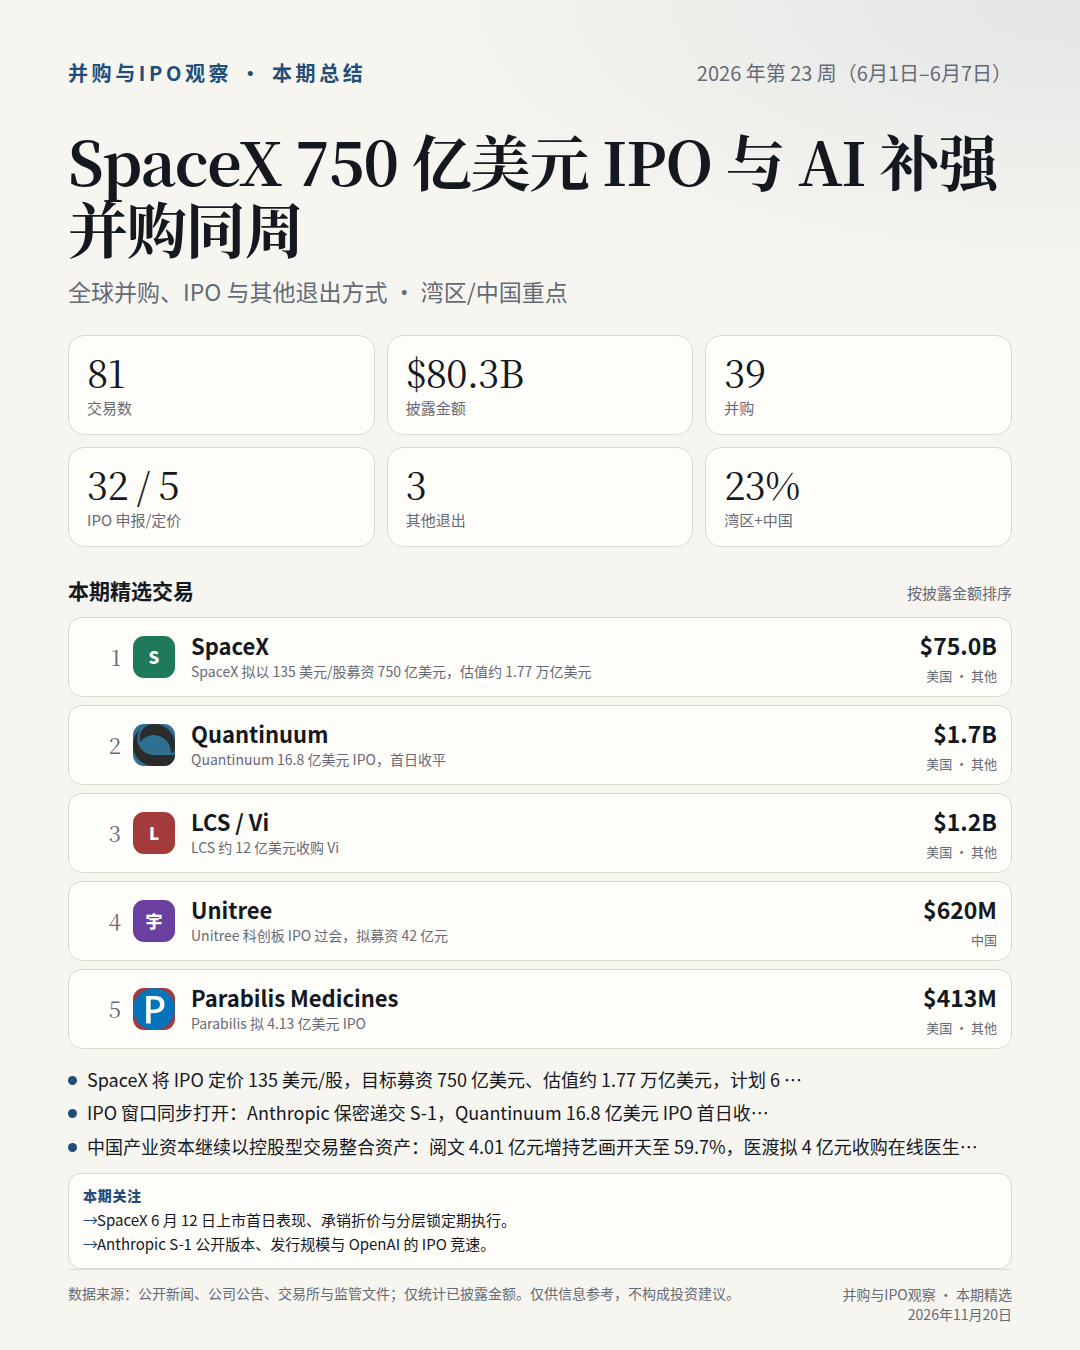 并购与IPO观察 · 本期总结
2026 年第 23 周（6月1日–6月7日）
SpaceX 750 亿美元 IPO 与 AI 补强
并购同周
全球并购、IPO 与其他退出方式 · 湾区/中国重点
81
交易数
$80.3B
披露金额
39
并购
32 / 5
IPO 申报/定价
3
其他退出
23%
湾区+中国
本期精选交易
按披露金额排序
1
S
SpaceX
SpaceX 拟以 135 美元/股募资 750 亿美元，估值约 1.77 万亿美元
$75.0B
美国 · 其他
2
Quantinuum
Quantinuum 16.8 亿美元 IPO，首日收平
$1.7B
美国 · 其他
3
L
LCS / Vi
LCS 约 12 亿美元收购 Vi
$1.2B
美国 · 其他
4
宇
Unitree
Unitree 科创板 IPO 过会，拟募资 42 亿元
$620M
中国
5
P
Parabilis Medicines
Parabilis 拟 4.13 亿美元 IPO
$413M
美国 · 其他
SpaceX 将 IPO 定价 135 美元/股，目标募资 750 亿美元、估值约 1.77 万亿美元，计划 6 …
IPO 窗口同步打开：Anthropic 保密递交 S-1，Quantinuum 16.8 亿美元 IPO 首日收…
中国产业资本继续以控股型交易整合资产：阅文 4.01 亿元增持艺画开天至 59.7%，医渡拟 4 亿元收购在线医生…
本期关注
→SpaceX 6 月 12 日上市首日表现、承销折价与分层锁定期执行。
→Anthropic S-1 公开版本、发行规模与 OpenAI 的 IPO 竞速。
数据来源：公开新闻、公司公告、交易所与监管文件；仅统计已披露金额。仅供信息参考，不构成投资建议。
并购与IPO观察 · 本期精选
2026年11月20日